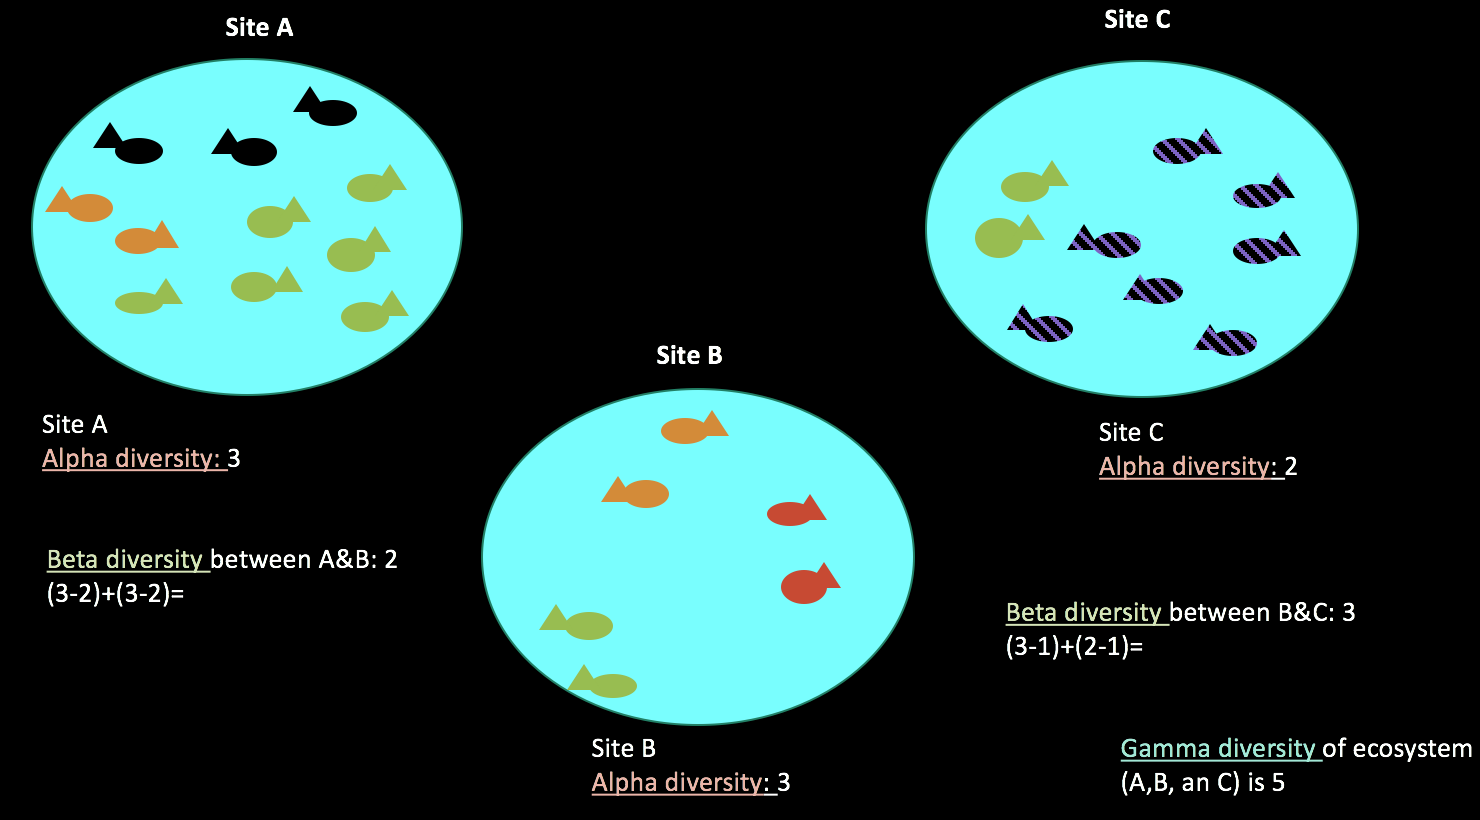 Site A
Site C
Site B
Site A
Alpha diversity: 3
Site C
Alpha diversity: 2
Beta diversity between A&B: 2
(3-2)+(3-2)=
Beta diversity between B&C: 3
(3-1)+(2-1)=
Site B
Alpha diversity: 3
Gamma diversity of ecosystem
(A,B, an C) is 5